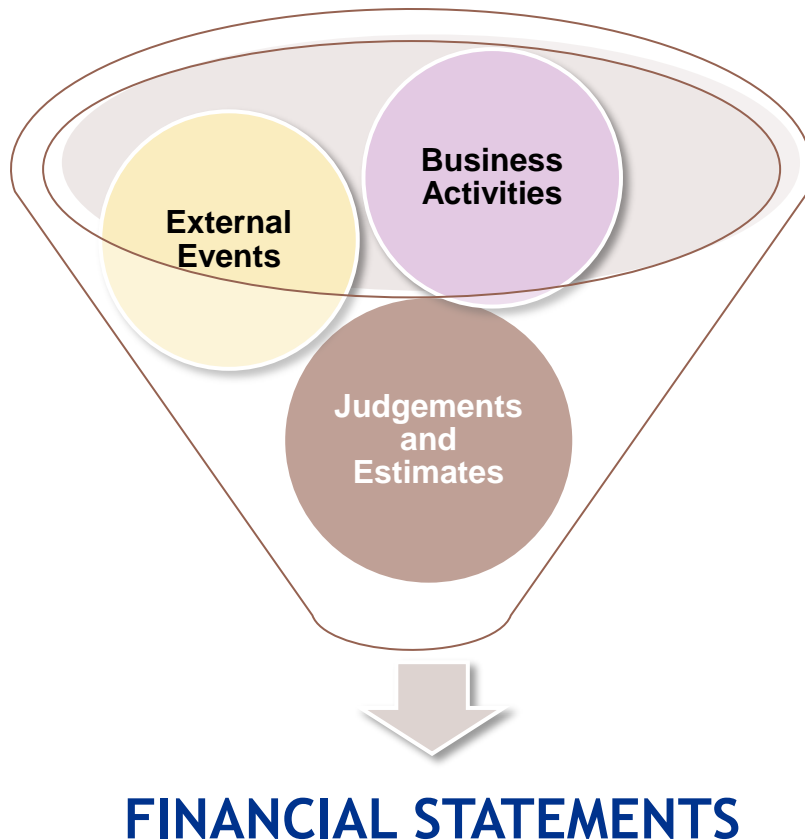 Business
Activities
External
Events
Judgements
and
Estimates
FINANCIAL STATEMENTS